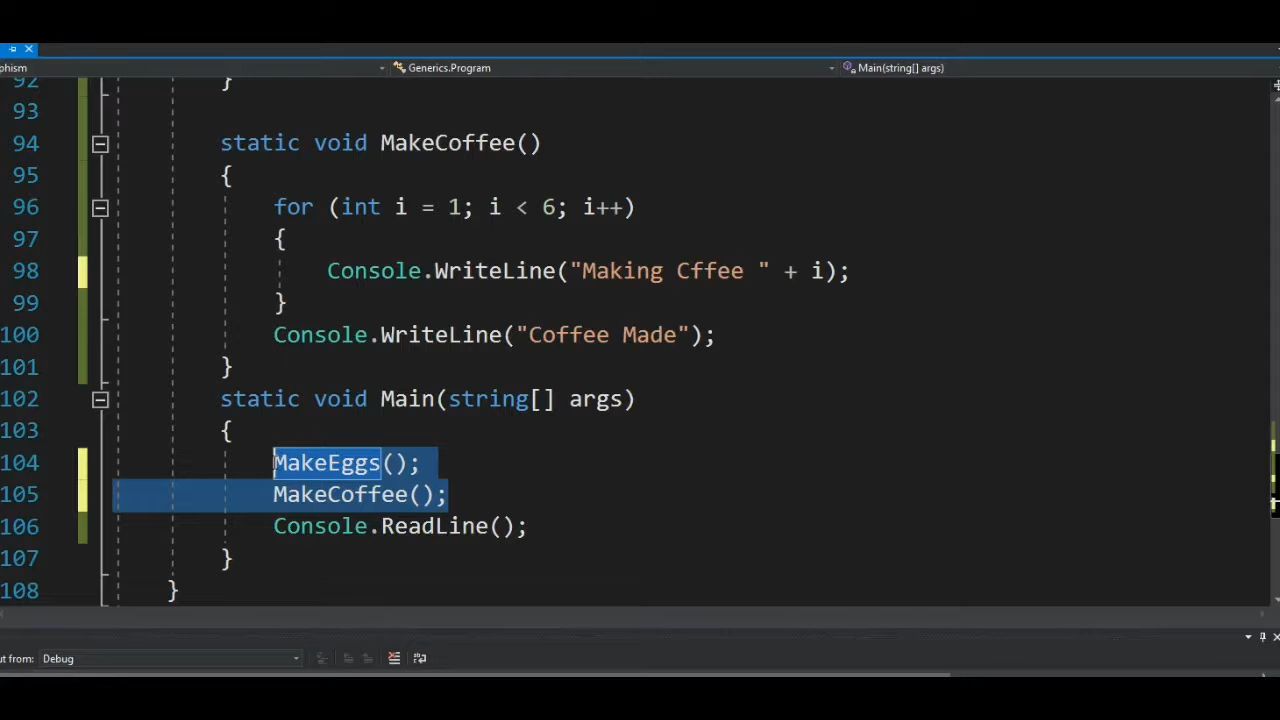 phism Generics.Program Main(string[] args)
92 }
93
94 static void MakeCoffee()
95 {
96 for (int i = 1; i < 6; i++)
97 {
98 Console.WriteLine("Making Cffee " + i);
99 }
100 Console.WriteLine("Coffee Made");
101 }
102 static void Main(string[] args)
103 {
104 MakeEggs();
105 MakeCoffee();
106 Console.ReadLine();
107 }
108 }
ut from: Debug